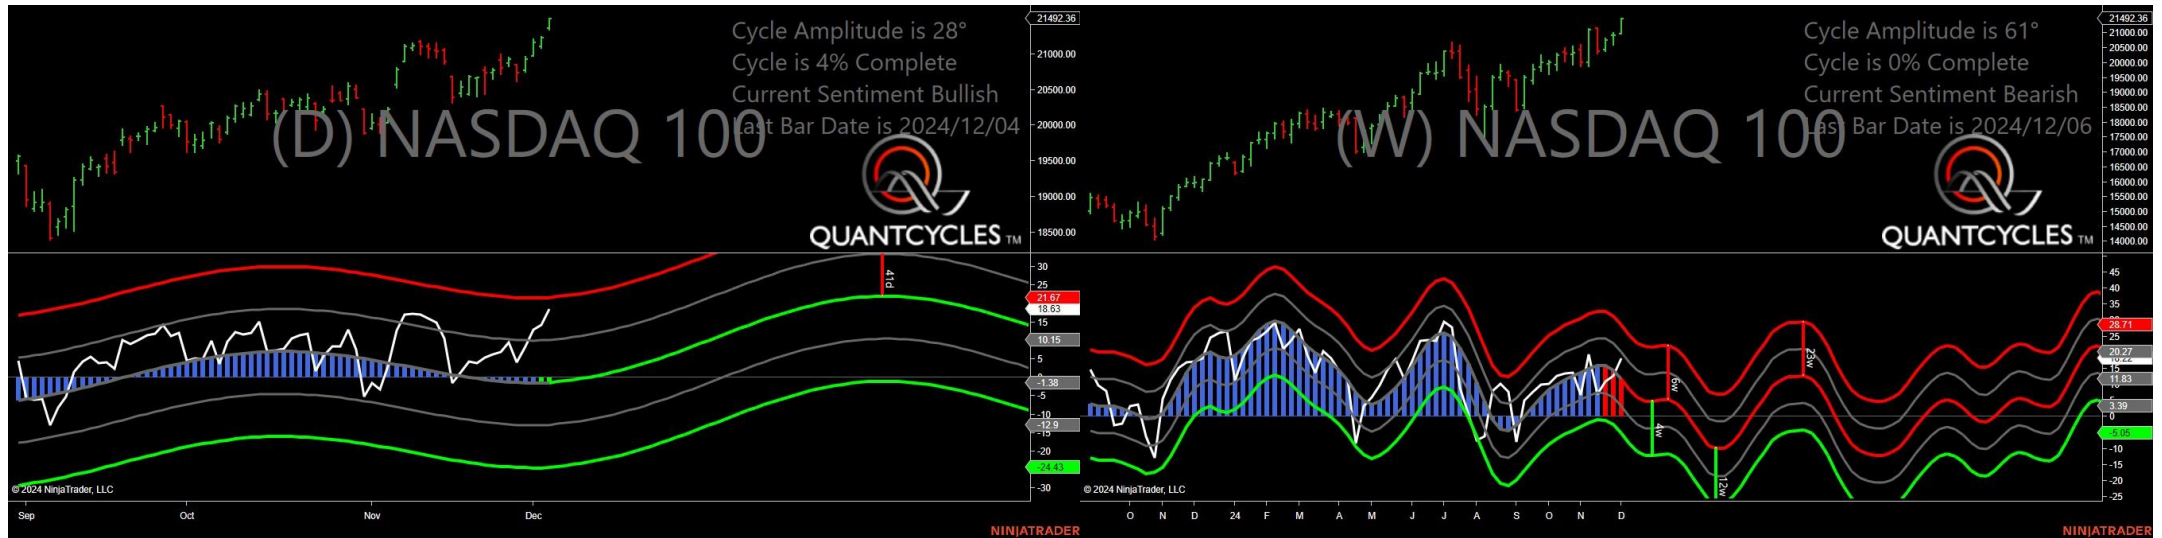 21492.36
Cycle Amplitude is 28°
Cycle is 4% Complete
Current Sentiment Bullish
Last Bar Date is 2024/12/04
(D) NASDAQ 100
21000.00
20500.00
20000.00
19500.00
19000.00
18500.00
QUANTCYCLES TM
41d
30
25
21.67
18.63
15
10.15
5
0
-1.38
-5
-10
-12.9
-15
-20
-24.43
-30
© 2024 NinjaTrader, LLC
Sep Oct Nov Dec
NINJATRADER
21492.36
Cycle Amplitude is 61°
Cycle is 0% Complete
Current Sentiment Bearish
Last Bar Date is 2024/12/06
(W) NASDAQ 100
21000.00
20500.00
20000.00
19500.00
19000.00
18500.00
18000.00
17500.00
17000.00
16500.00
16000.00
15500.00
15000.00
14500.00
14000.00
QUANTCYCLES TM
6w
4w
12w
23w
45
40
35
28.71
25
20.27
15
11.83
3.39
0
-5.05
-10
-15
-20
-25
© 2024 NinjaTrader, LLC
O N D 24 F M A M J J A S O N D
NINJATRADER